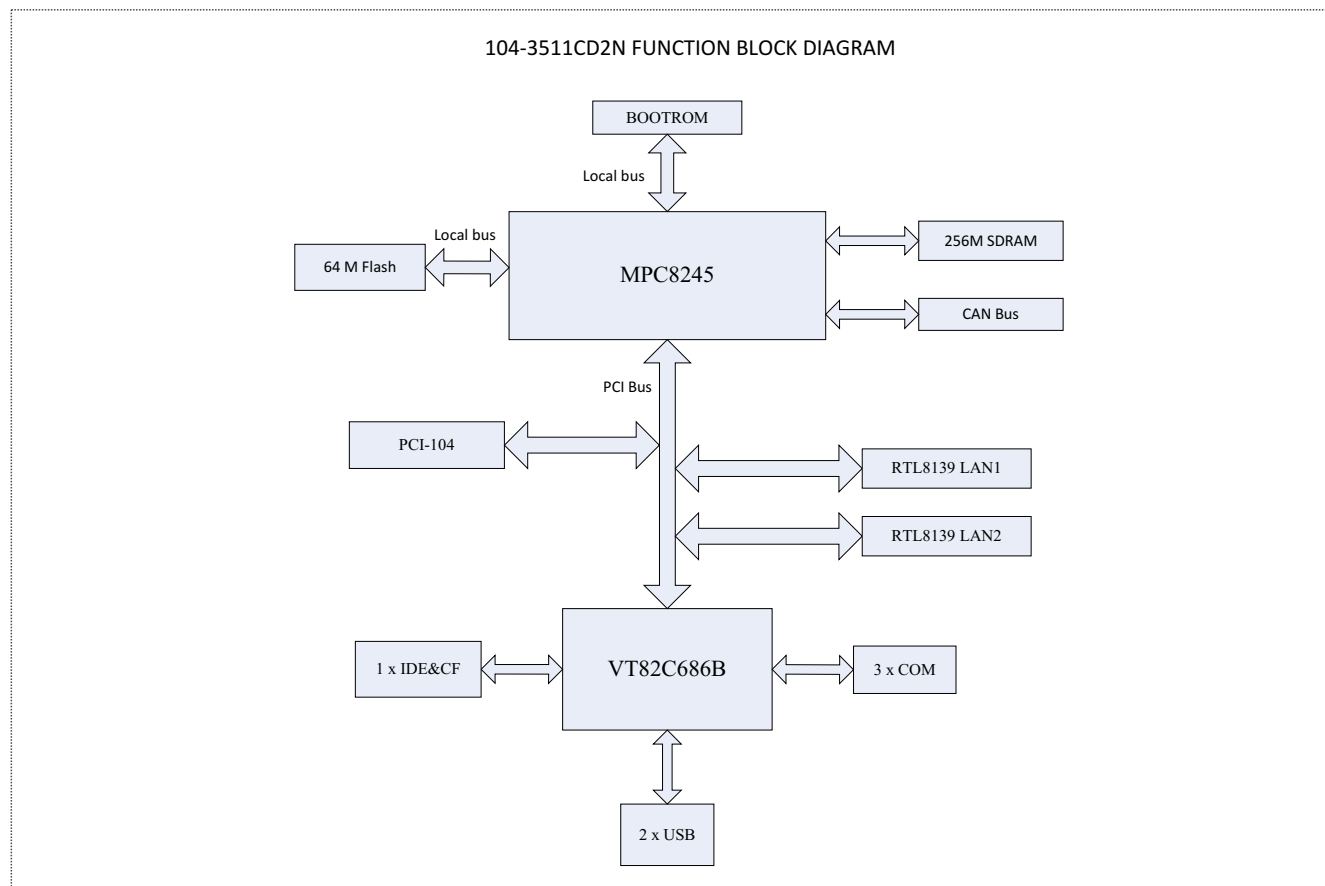 104-3511CD2N FUNCTION BLOCK DIAGRAM
BOOTROM
Local bus
Local bus
64 M Flash
MPC8245
256M SDRAM
CAN Bus
PCI Bus
PCI-104
RTL8139 LAN1
RTL8139 LAN2
1 x IDE&CF
VT82C686B
3 x COM
2 x USB